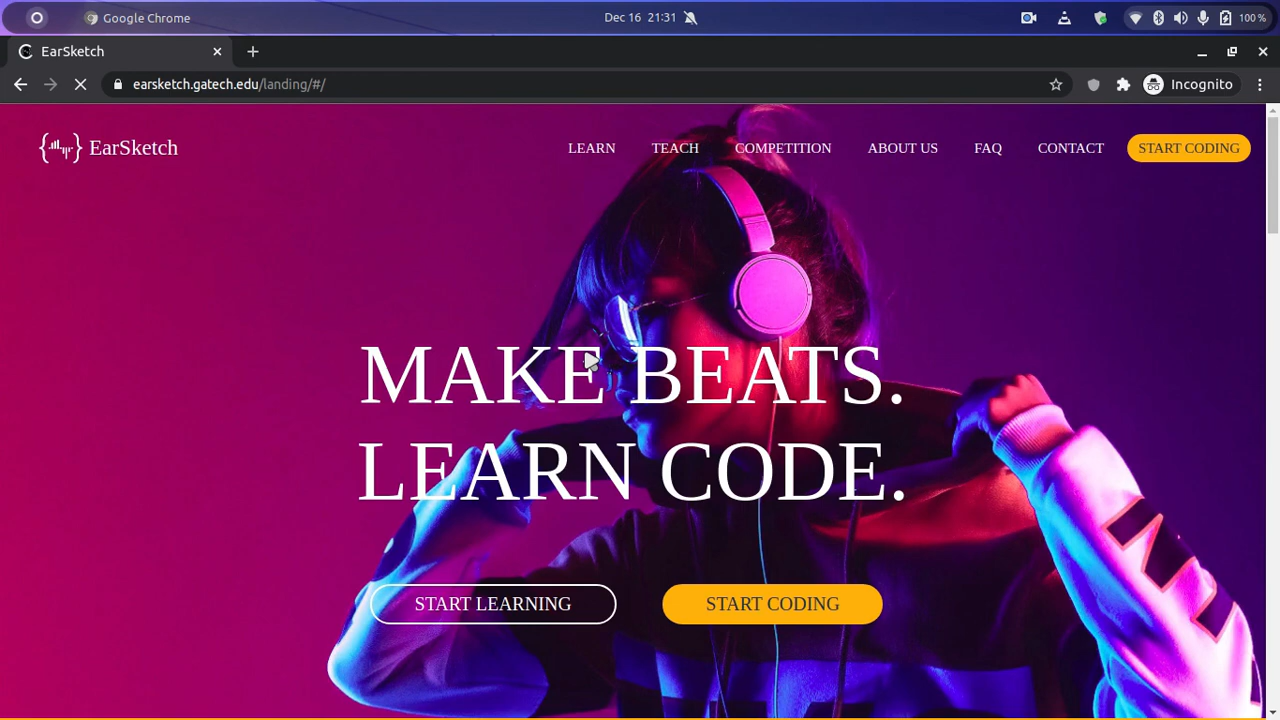 Google Chrome
Dec 16 21:31
100 %
EarSketch
earsketch.gatech.edu/landing/#/
Incognito
EarSketch
LEARN
TEACH
COMPETITION
ABOUT US
FAQ
CONTACT
START CODING
MAKE BEATS.
LEARN CODE.
START LEARNING
START CODING